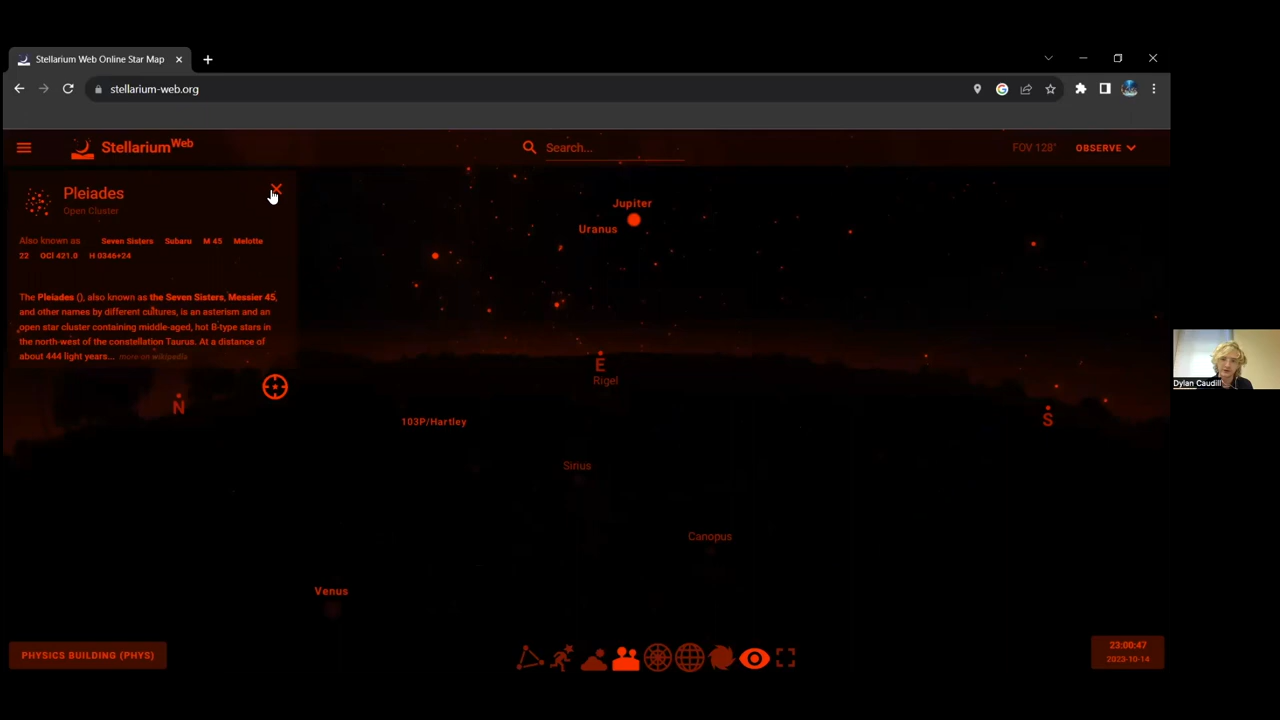 Stellarium Web Online Star Map
stellarium-web.org
StellariumWeb
Search...
FOV 128°
OBSERVE
Pleiades
Open Cluster
Also known as Seven Sisters Subaru M 45 Melotte
22 OCl 421.0 H 0346+24
The Pleiades (), also known as the Seven Sisters, Messier 45,
and other names by different cultures, is an asterism and an
open star cluster containing middle-aged, hot B-type stars in
the north-west of the constellation Taurus. At a distance of
about 444 light years... more on wikipedia
Jupiter
Uranus
E
Rigel
N
S
103P/Hartley
Sirius
Canopus
Venus
Dylan Caudill
PHYSICS BUILDING (PHYS)
23:00:47
2023-10-14